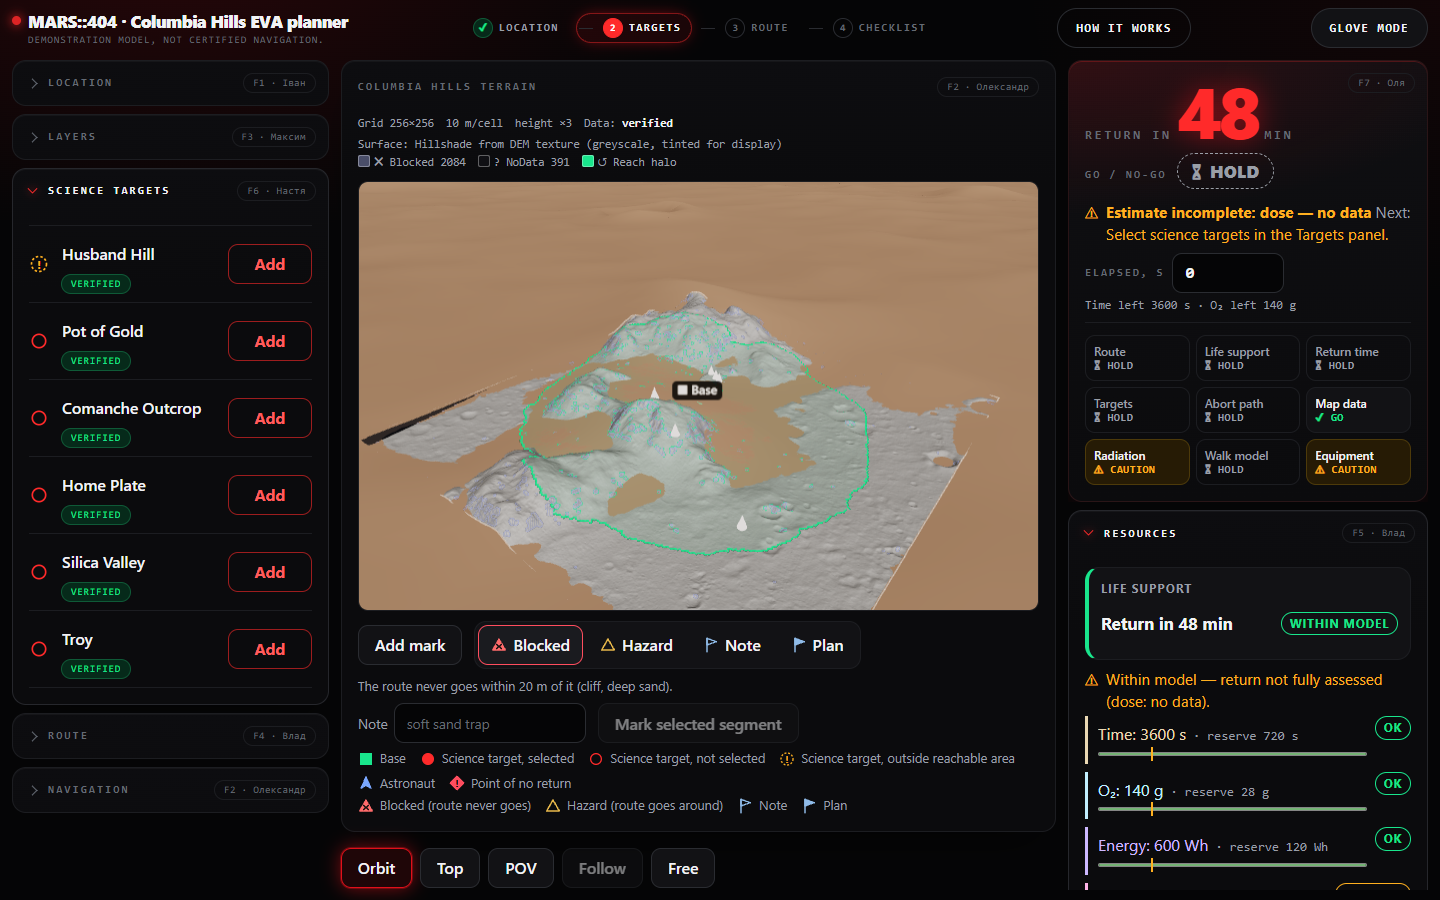 MARS::404 · Columbia Hills EVA planner
DEMONSTRATION MODEL, NOT CERTIFIED NAVIGATION.
LOCATION
2 TARGETS
3 ROUTE
4 CHECKLIST
HOW IT WORKS
GLOVE MODE
LOCATION
F1 · Іван
LAYERS
F3 · Максим
SCIENCE TARGETS
F6 · Настя
Husband Hill
VERIFIED
Add
Pot of Gold
VERIFIED
Add
Comanche Outcrop
VERIFIED
Add
Home Plate
VERIFIED
Add
Silica Valley
VERIFIED
Add
Troy
VERIFIED
Add
ROUTE
F4 · Влад
NAVIGATION
F2 · Олександр
COLUMBIA HILLS TERRAIN
F2 · Олександр
Grid 256×256 10 m/cell height ×3 Data: verified
Surface: Hillshade from DEM texture (greyscale, tinted for display)
✕ Blocked 2084 ? NoData 391 ↺ Reach halo
Base
Add mark
Blocked
Hazard
Note
Plan
The route never goes within 20 m of it (cliff, deep sand).
Note
soft sand trap
Mark selected segment
Base
Science target, selected
Science target, not selected
Science target, outside reachable area
Astronaut
Point of no return
Blocked (route never goes)
Hazard (route goes around)
Note
Plan
Orbit
Top
POV
Follow
Free
F7 · Оля
RETURN IN 48 MIN
GO / NO-GO
HOLD
Estimate incomplete: dose — no data Next:
Select science targets in the Targets panel.
ELAPSED, S
0
Time left 3600 s · O₂ left 140 g
Route
HOLD
Life support
HOLD
Return time
HOLD
Targets
HOLD
Abort path
HOLD
Map data
GO
Radiation
CAUTION
Walk model
HOLD
Equipment
CAUTION
RESOURCES
F5 · Влад
LIFE SUPPORT
Return in 48 min
WITHIN MODEL
Within model — return not fully assessed
(dose: no data).
Time: 3600 s · reserve 720 s
OK
O₂: 140 g · reserve 28 g
OK
Energy: 600 Wh · reserve 120 Wh
OK